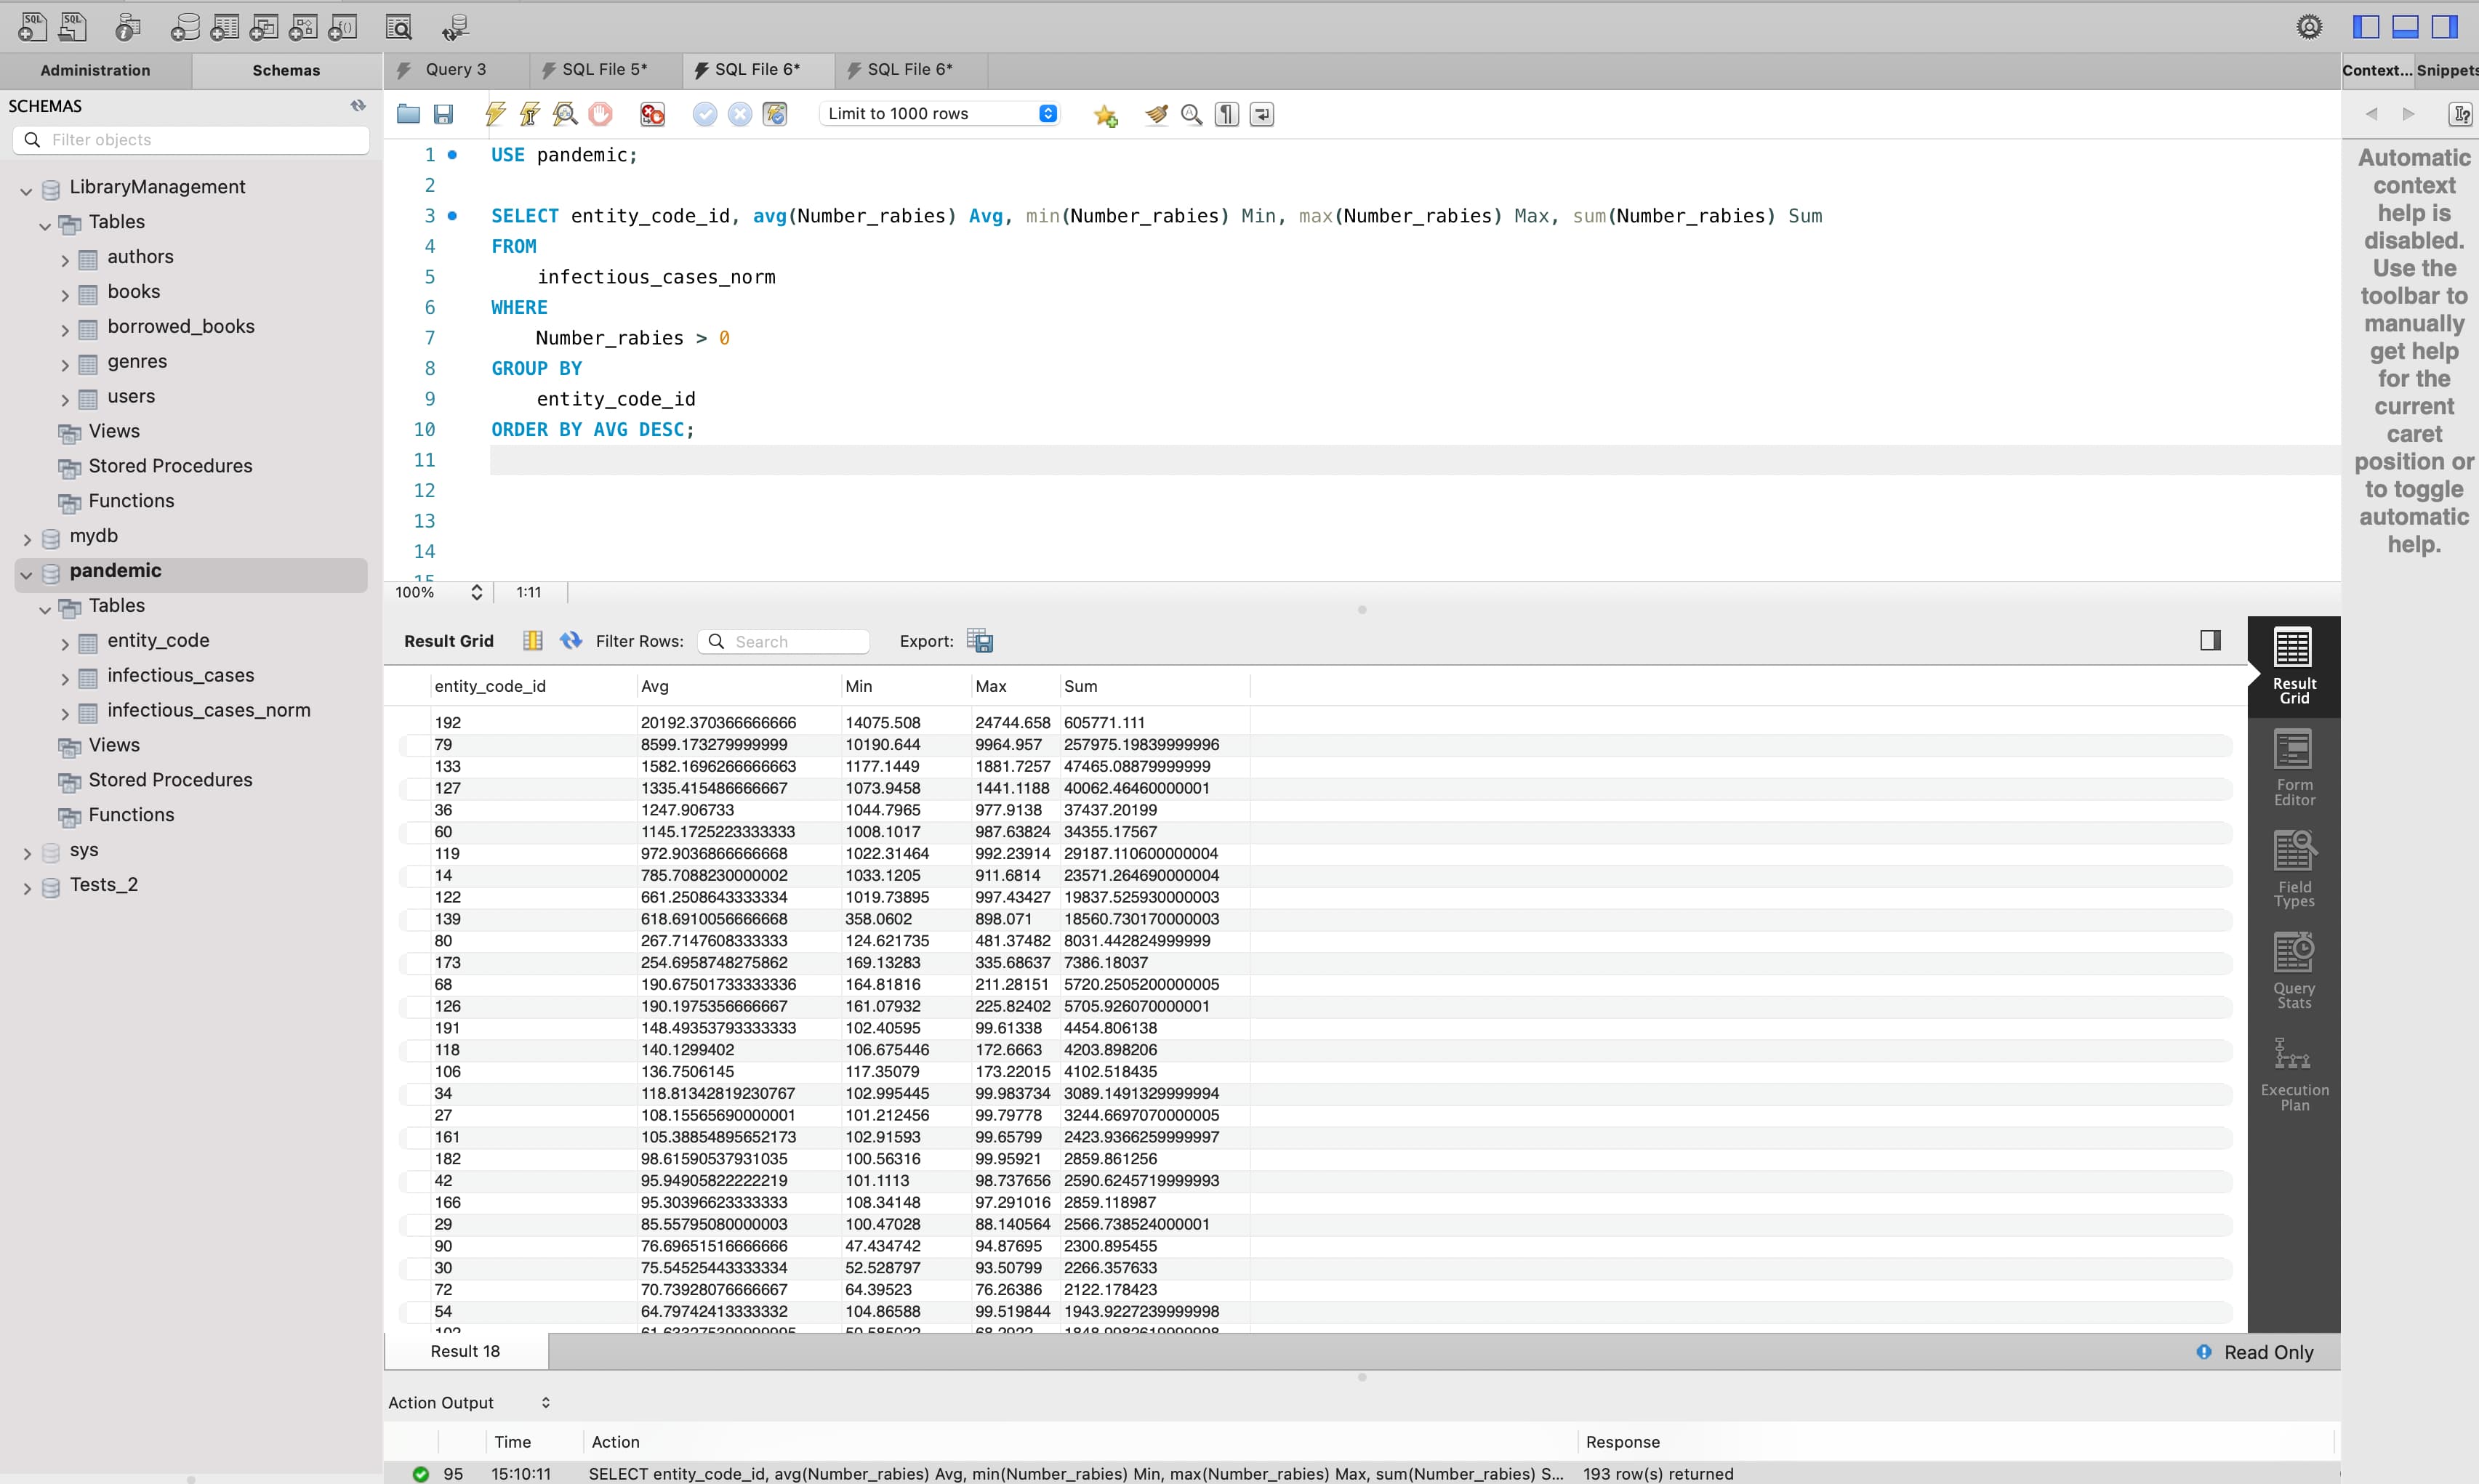 Administration Schemas Query 3 SQL File 5* SQL File 6* SQL File 6* Context... Snippets
SCHEMAS
Filter objects
LibraryManagement
Tables
authors
books
borrowed_books
genres
users
Views
Stored Procedures
Functions
mydb
pandemic
Tables
entity_code
infectious_cases
infectious_cases_norm
Views
Stored Procedures
Functions
sys
Tests_2
Limit to 1000 rows
1 USE pandemic;
2
3 SELECT entity_code_id, avg(Number_rabies) Avg, min(Number_rabies) Min, max(Number_rabies) Max, sum(Number_rabies) Sum
4 FROM
5 infectious_cases_norm
6 WHERE
7 Number_rabies > 0
8 GROUP BY
9 entity_code_id
10 ORDER BY AVG DESC;
11
12
13
14
15
100% 1:11
Automatic
context
help is
disabled.
Use the
toolbar to
manually
get help
for the
current
caret
position or
to toggle
automatic
help.
Result Grid Filter Rows: Search Export:
entity_code_id Avg Min Max Sum
192 20192.370366666666 14075.508 24744.658 605771.111
79 8599.173279999999 10190.644 9964.957 257975.19839999996
133 1582.1696266666663 1177.1449 1881.7257 47465.08879999999
127 1335.415486666667 1073.9458 1441.1188 40062.46460000001
36 1247.906733 1044.7965 977.9138 37437.20199
60 1145.1725223333333 1008.1017 987.63824 34355.17567
119 972.9036866666668 1022.31464 992.23914 29187.110600000004
14 785.7088230000002 1033.1205 911.6814 23571.264690000004
122 661.2508643333334 1019.73895 997.43427 19837.525930000003
139 618.6910056666668 358.0602 898.071 18560.730170000003
80 267.7147608333333 124.621735 481.37482 8031.442824999999
173 254.6958748275862 169.13283 335.68637 7386.18037
68 190.67501733333336 164.81816 211.28151 5720.2505200000005
126 190.1975356666667 161.07932 225.82402 5705.926070000001
191 148.49353793333333 102.40595 99.61338 4454.806138
118 140.1299402 106.675446 172.6663 4203.898206
106 136.7506145 117.35079 173.22015 4102.518435
34 118.81342819230767 102.995445 99.983734 3089.1491329999994
27 108.15565690000001 101.212456 99.79778 3244.6697070000005
161 105.38854895652173 102.91593 99.65799 2423.9366259999997
182 98.61590537931035 100.56316 99.95921 2859.861256
42 95.94905822222219 101.1113 98.737656 2590.6245719999993
166 95.30396623333333 108.34148 97.291016 2859.118987
29 85.55795080000003 100.47028 88.140564 2566.738524000001
90 76.69651516666666 47.434742 94.87695 2300.895455
30 75.54525443333334 52.528797 93.50799 2266.357633
72 70.73928076666667 64.39523 76.26386 2122.178423
54 64.79742413333332 104.86588 99.519844 1943.9227239999998
Result
Grid
Form
Editor
Field
Types
Query
Stats
Execution
Plan
Result 18 Read Only
Action Output
Time Action Response
95 15:10:11 SELECT entity_code_id, avg(Number_rabies) Avg, min(Number_rabies) Min, max(Number_rabies) Max, sum(Number_rabies) S... 193 row(s) returned